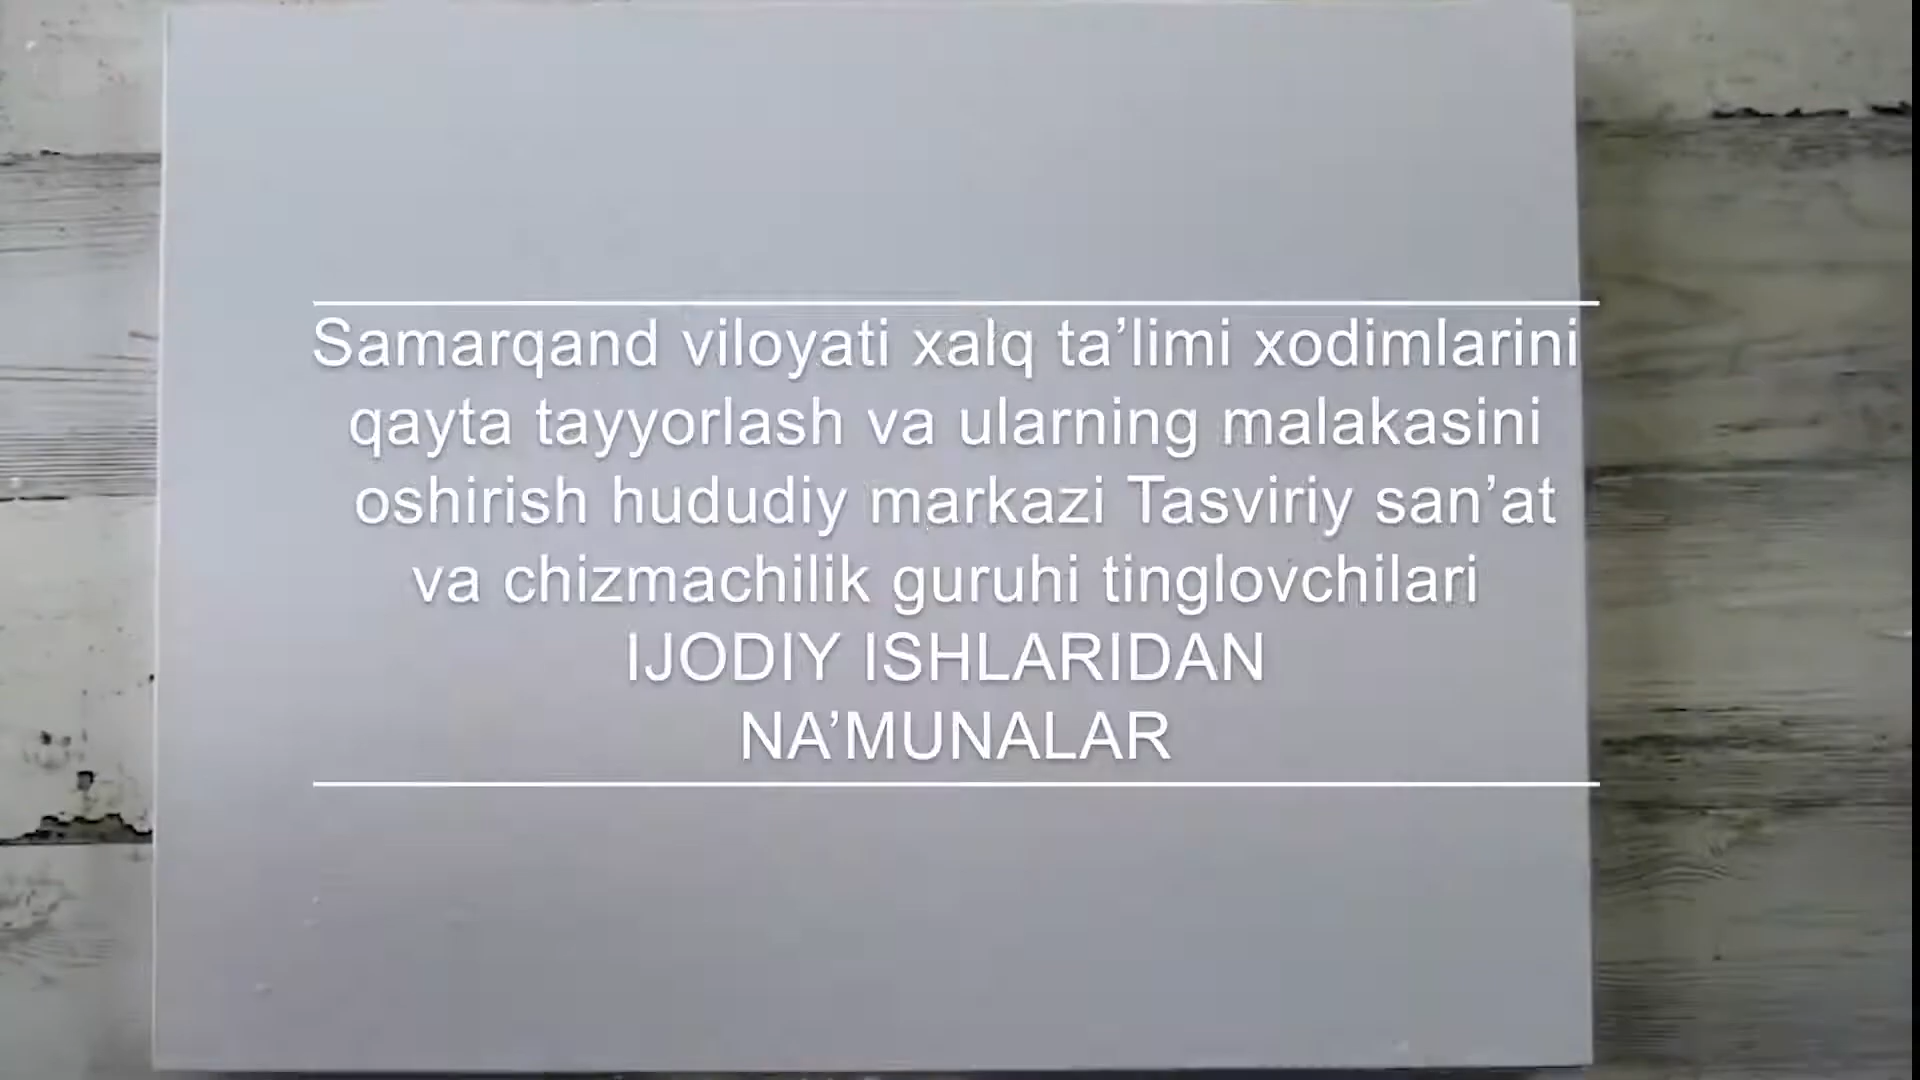 Samarqand viloyati xalq ta’limi xodimlarini
qayta tayyorlash va ularning malakasini
oshirish hududiy markazi Tasviriy san’at
va chizmachilik guruhi tinglovchilari
IJODIY ISHLARIDAN
NA’MUNALAR